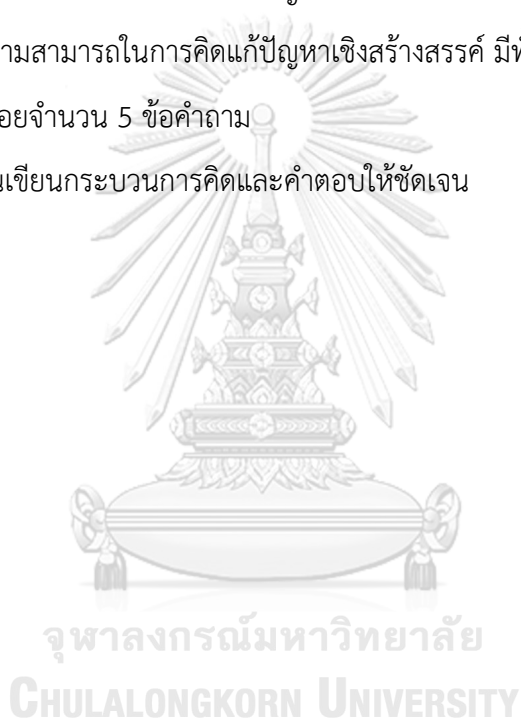 ามสามารถในการคิดแก้ปัญหาเชิงสร้างสรรค์ มีทั
อยจำนวน 5 ข้อคำถาม
นเขียนกระบวนการคิดและคำตอบให้ชัดเจน
จุฬาลงกรณ์มหาวิทยาลัย
CHULALONGKORN UNIVERSITY